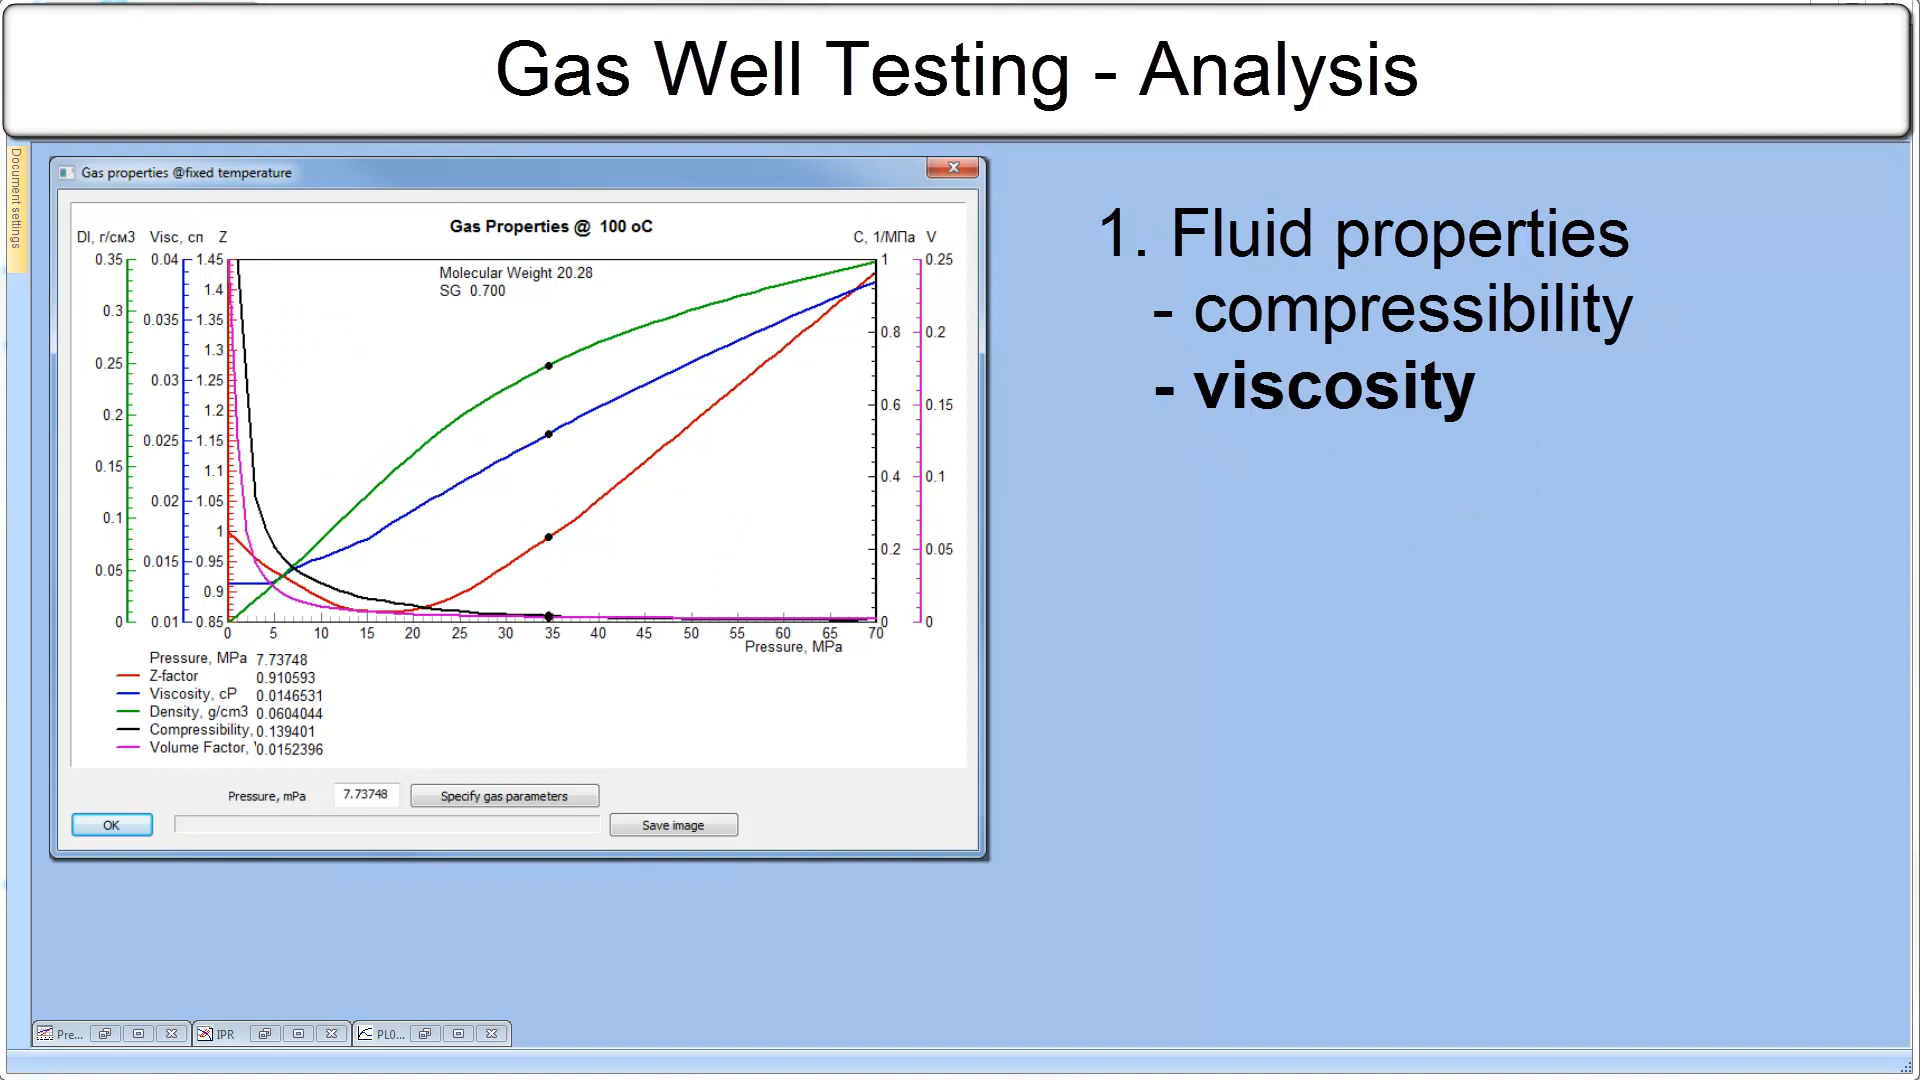 Gas Well Testing - Analysis
Document settings
Gas properties @fixed temperature
Gas Properties @ 100 oC
Dl, г/см3 Visc, сп Z
C, 1/МПа V
Molecular Weight 20.28
SG 0.700
0.35 0.04 1.45
1 0.25
1.4
0.3 0.035 1.35
0.8 0.2
1.3
0.25 0.03 1.25
1.2
0.2
0.6 0.15
0.025 1.15
0.15 1.1
0.4 0.1
0.02 1.05
0.1 1
0.2 0.05
0.015 0.95
0.05 0.9
0 0.01 0.85
0 0
0 5 10 15 20 25 30 35 40 45 50 55 60 65 70
Pressure, MPa
Pressure, MPa 7.73748
Z-factor 0.910593
Viscosity, cP 0.0146531
Density, g/cm3 0.0604044
Compressibility, 0.139401
Volume Factor, 0.0152396
Pressure, mPa 7.73748 Specify gas parameters
OK Save image
1. Fluid properties
- compressibility
- viscosity
Pre... IPR PLO...